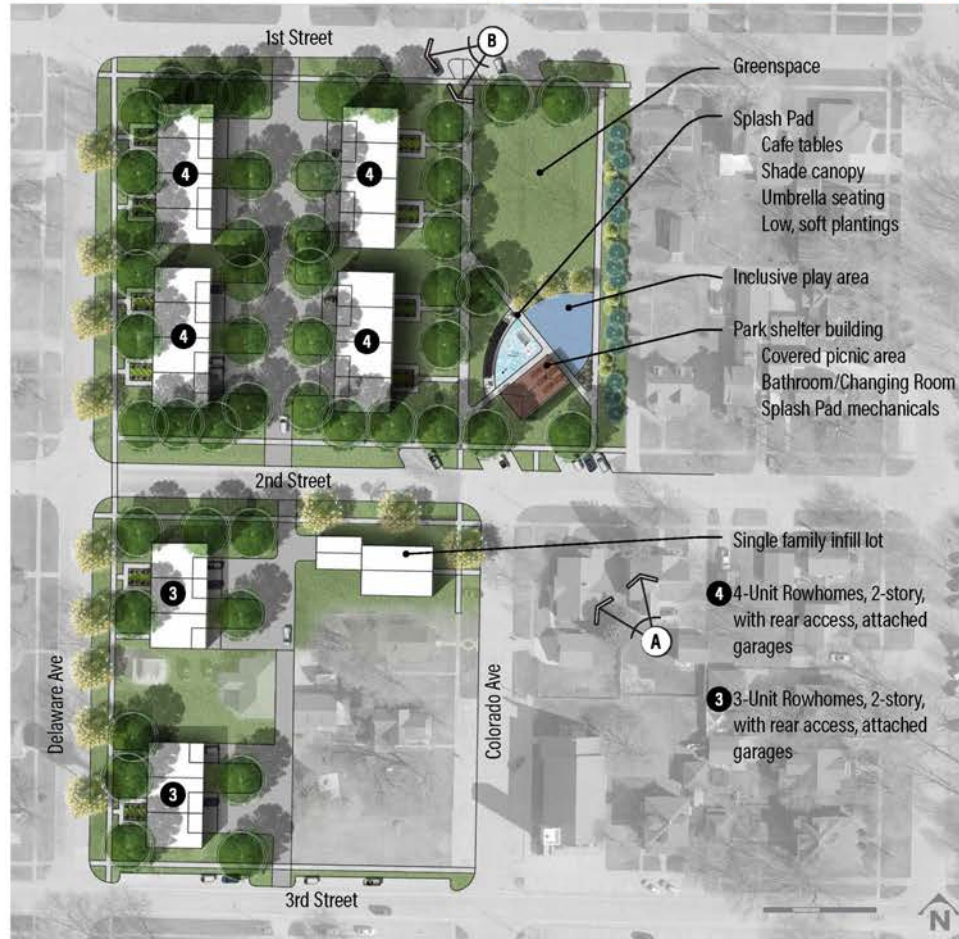 1st Street
B
Greenspace
Splash Pad
Cafe tables
Shade canopy
Umbrella seating
Low, soft plantings
4
4
Inclusive play area
Park shelter building
Covered picnic area
Bathroom/Changing Room
Splash Pad mechanicals
4
4
2nd Street
Single family infill lot
3
4 4-Unit Rowhomes, 2-story,
with rear access, attached
garages
A
3 3-Unit Rowhomes, 2-story,
with rear access, attached
garages
Delaware Ave
Colorado Ave
3
3rd Street
N